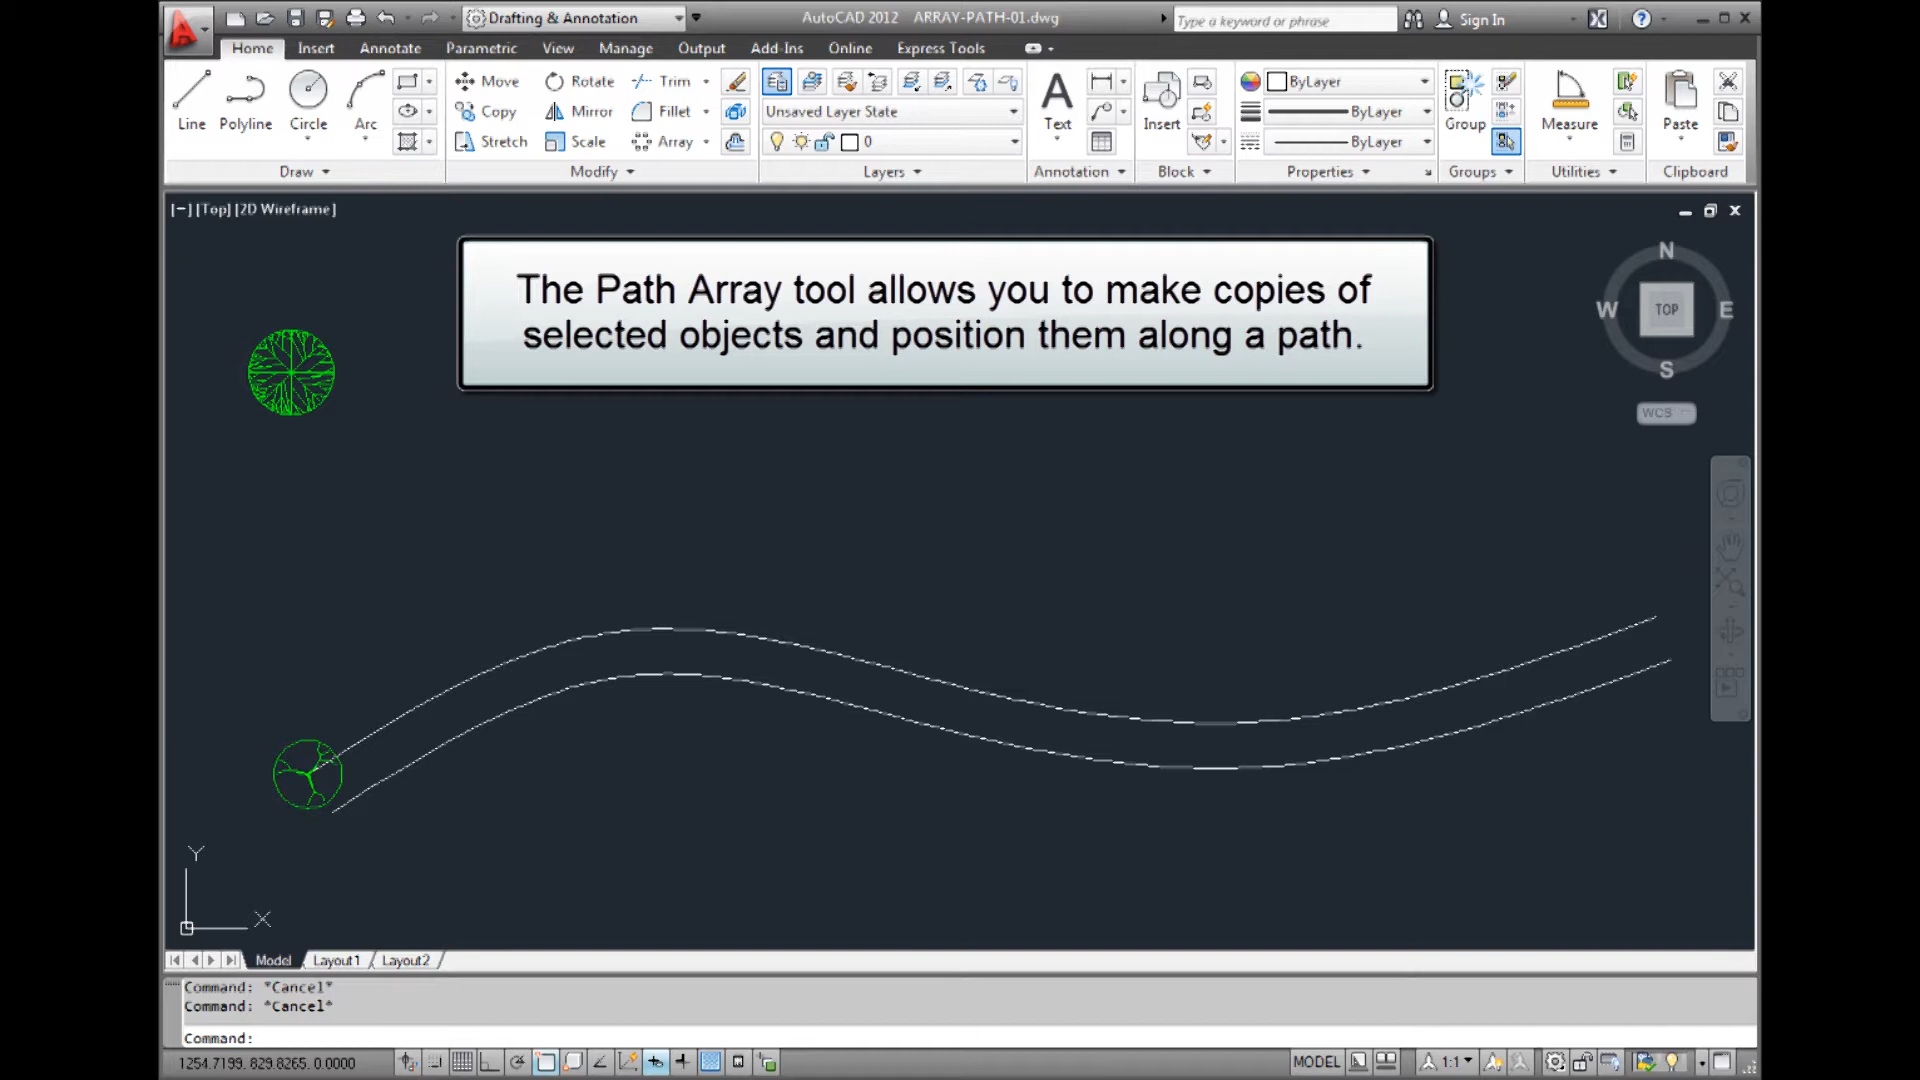 Drafting & Annotation
AutoCAD 2012 ARRAY-PATH-01.dwg
Type a keyword or phrase
Sign In
Home Insert Annotate Parametric View Manage Output Add-Ins Online Express Tools
Line Polyline Circle Arc
Move Rotate Trim
Copy Mirror Fillet
Stretch Scale Array
Unsaved Layer State
0
Text
Insert
ByLayer
ByLayer
ByLayer
Group
Measure
Paste
Draw Modify Layers Annotation Block Properties Groups Utilities Clipboard
[−][Top][2D Wireframe]
The Path Array tool allows you to make copies of
selected objects and position them along a path.
N
W TOP E
S
WCS
Y
X
Model Layout1 Layout2
Command: *Cancel*
Command: *Cancel*
Command:
1254.7199, 829.8265, 0.0000
MODEL
1:1